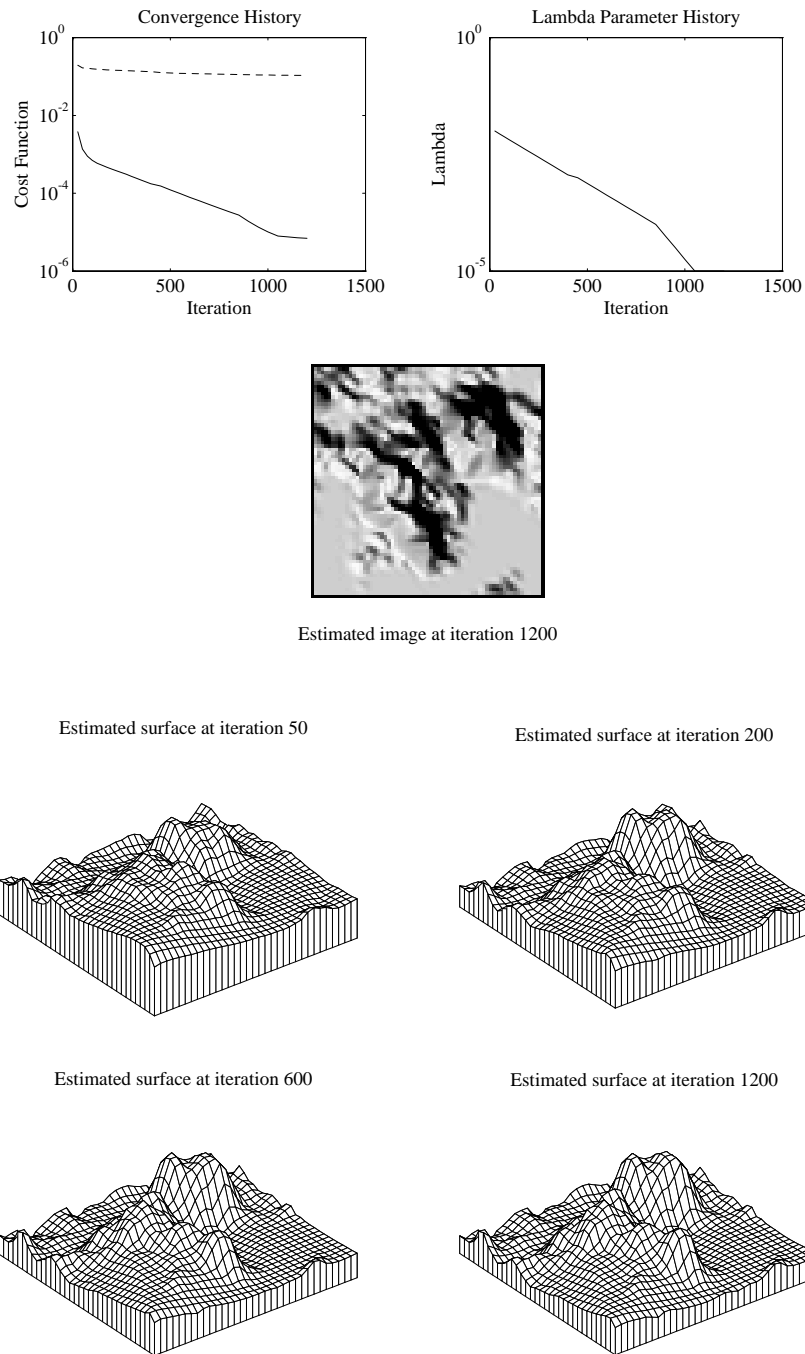 Convergence History
10^0
10^-2
10^-4
10^-6
Cost Function
0
500
1000
1500
Iteration
Lambda Parameter History
10^0
10^-5
Lambda
0
500
1000
1500
Iteration
Estimated image at iteration 1200
Estimated surface at iteration 50
Estimated surface at iteration 200
Estimated surface at iteration 600
Estimated surface at iteration 1200